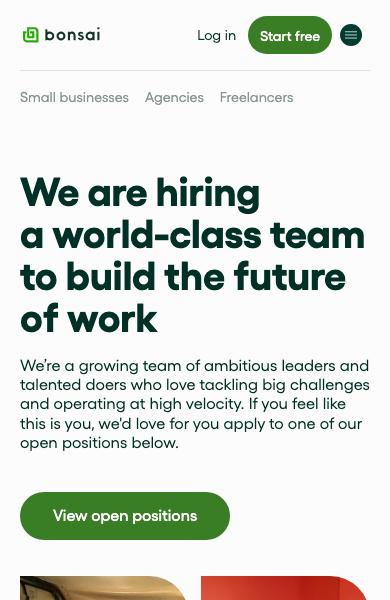 bonsai
Log in
Start free
Small businesses
Agencies
Freelancers
We are hiring
a world-class team
to build the future
of work
We’re a growing team of ambitious leaders and
talented doers who love tackling big challenges
and operating at high velocity. If you feel like
this is you, we'd love for you apply to one of our
open positions below.
View open positions